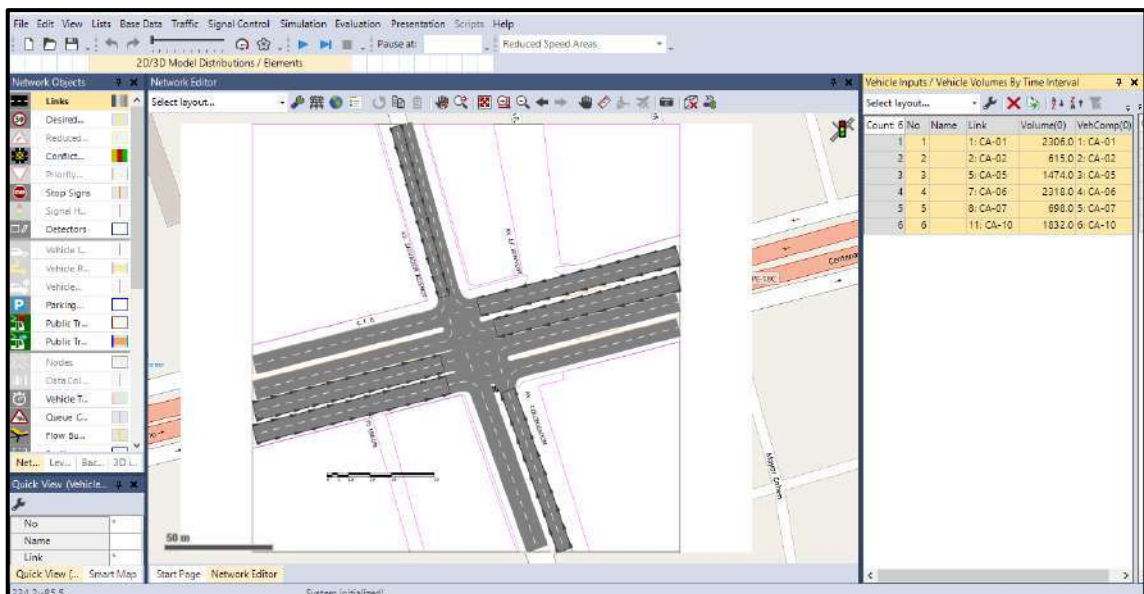 File Edit View Lists Base Data Traffic Signal Control Simulation Evaluation Presentation Scripts Help
Pause at: Reduced Speed Areas
2D/3D Model Distributions / Elements
Network Objects
Links
Desired...
Reduced...
Conflict...
Priority...
Stop Signs
Signal H...
Detectors
Vehicle I...
Vehicle R...
Vehicle...
Parking...
Public Tr...
Public Tr...
Nodes
Data Col...
Vehicle T...
Queue C...
Flow Bu...
Net... Lev... Bac... 3D i...
Quick View (Vehicle...
No *
Name
Link *
Quick View (... Smart Map
Network Editor
Select layout...
Mayor Cohen
50 m
Start Page Network Editor
Vehicle Inputs / Vehicle Volumes By Time Interval
Select layout...
Count: 6 No Name Link Volume(0) VehComp(0)
1 1 1: CA-01 2306.0 1: CA-01
2 2 2: CA-02 615.0 2: CA-02
3 3 5: CA-05 1474.0 3: CA-05
4 4 7: CA-06 2318.0 4: CA-06
5 5 8: CA-07 698.0 5: CA-07
6 6 11: CA-10 1832.0 6: CA-10
System initialized!